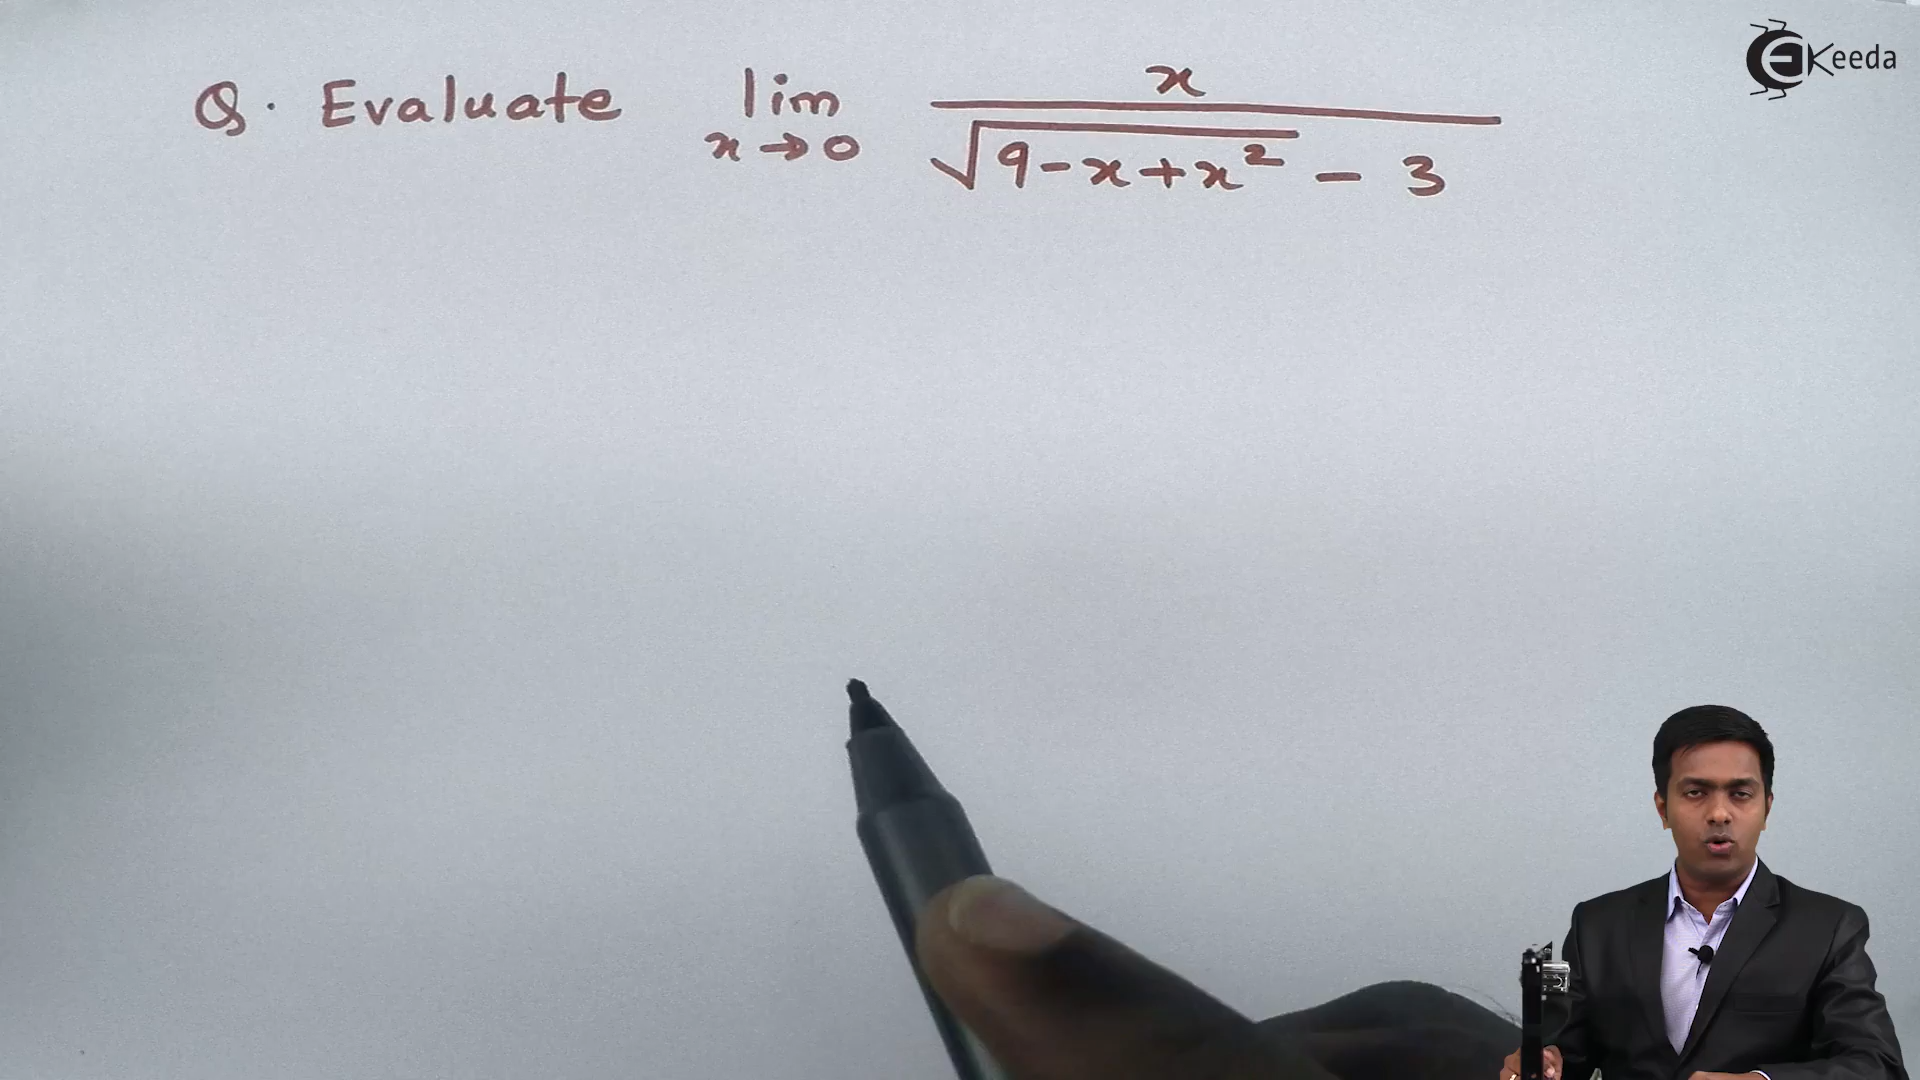 EKeeda
Q. Evaluate lim x→0 x / √(9-x+x²) - 3